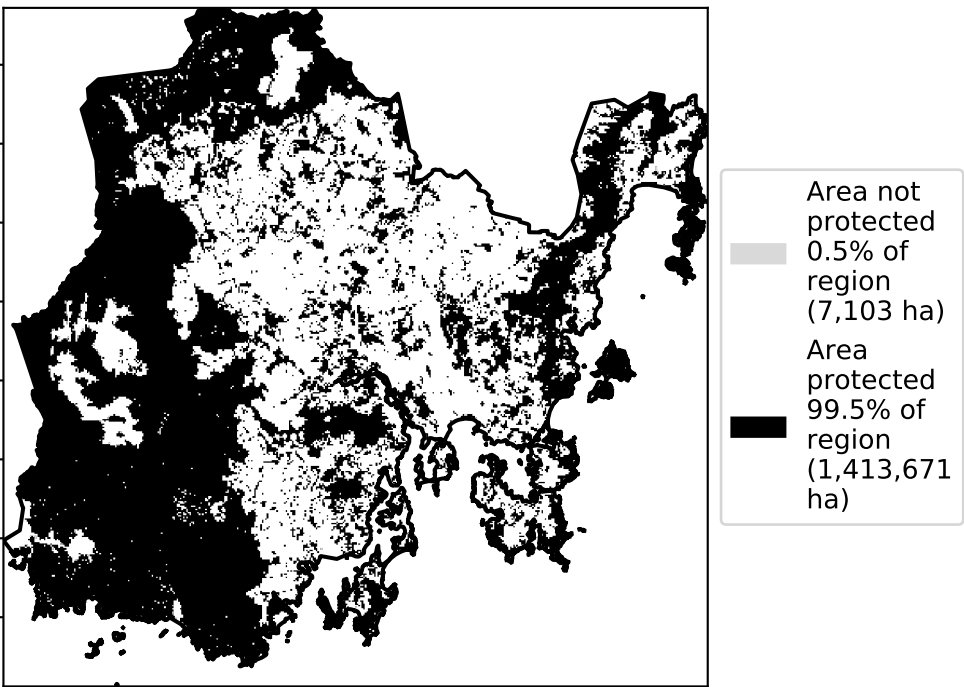 Area not
protected
0.5% of
region
(7,103 ha)
Area
protected
99.5% of
region
(1,413,671
ha)